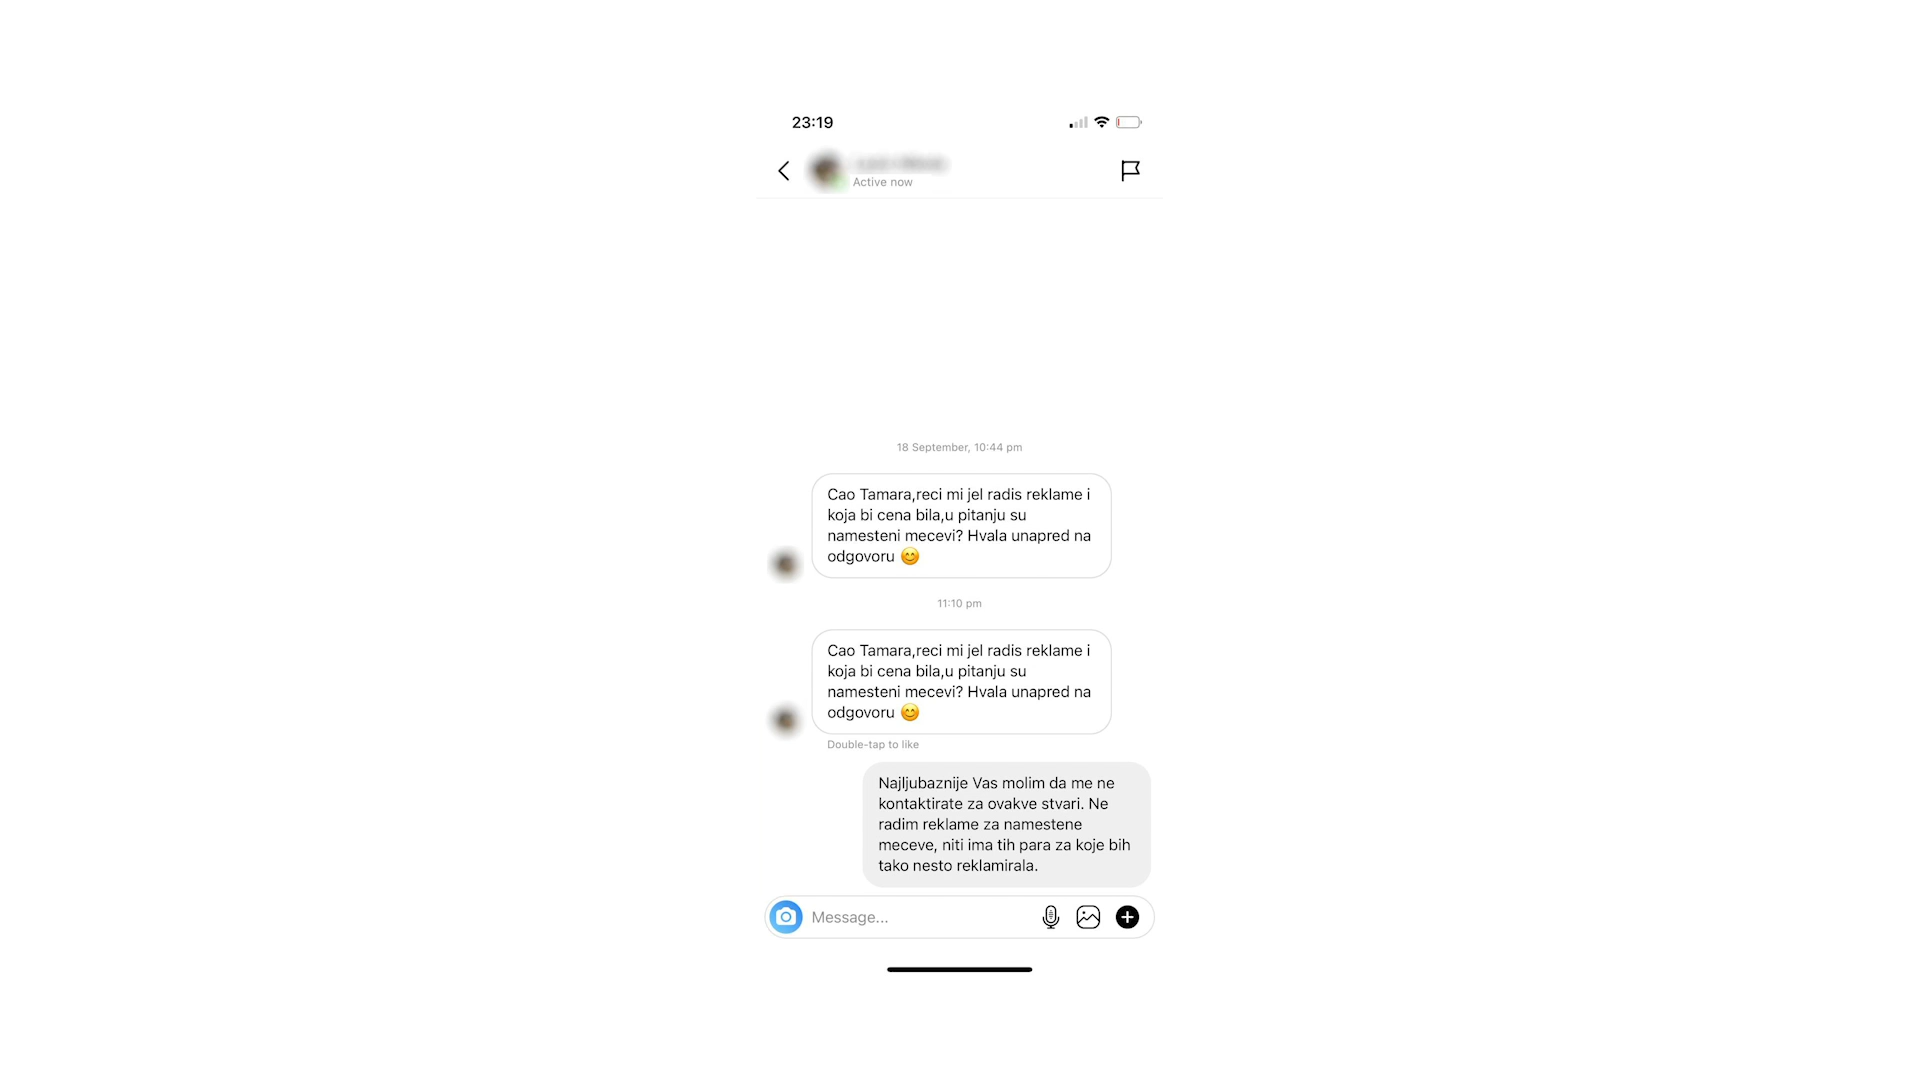 23:19
Active now
18 September, 10:44 pm
Cao Tamara,reci mi jel radis reklame i
koja bi cena bila,u pitanju su
namesteni mecevi? Hvala unapred na
odgovoru 😊
11:10 pm
Cao Tamara,reci mi jel radis reklame i
koja bi cena bila,u pitanju su
namesteni mecevi? Hvala unapred na
odgovoru 😊
Double-tap to like
Najljubaznije Vas molim da me ne
kontaktirate za ovakve stvari. Ne
radim reklame za namestene
meceve, niti ima tih para za koje bih
tako nesto reklamirala.
Message...